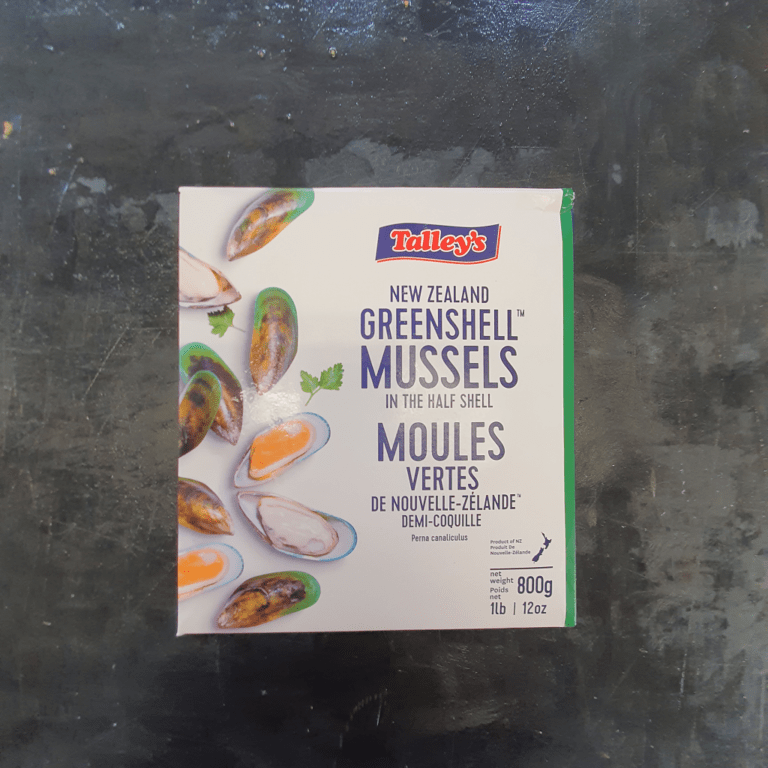 Talley's
NEW ZEALAND
GREENSHELL™
MUSSELS
IN THE HALF SHELL
MOULES
VERTES
DE NOUVELLE-ZÉLANDE™
DEMI-COQUILLE
Perna canaliculus
Product of NZ
Produit De
Nouvelle-Zélande
net
weight
Poids
net
800g
1lb | 12oz